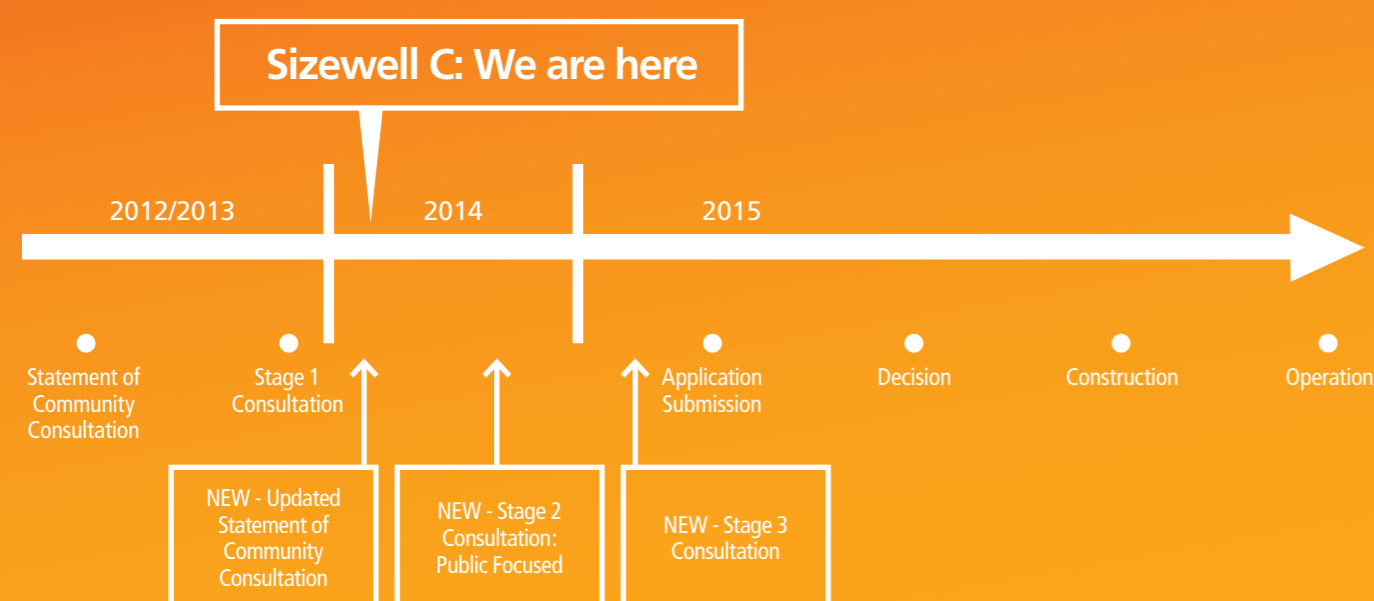 Sizewell C: We are here
2012/2013
2014
2015
Statement of
Community
Consultation
Stage 1
Consultation
Application
Submission
Decision
Construction
Operation
NEW - Updated
Statement of
Community
Consultation
NEW - Stage 2
Consultation:
Public Focused
NEW - Stage 3
Consultation